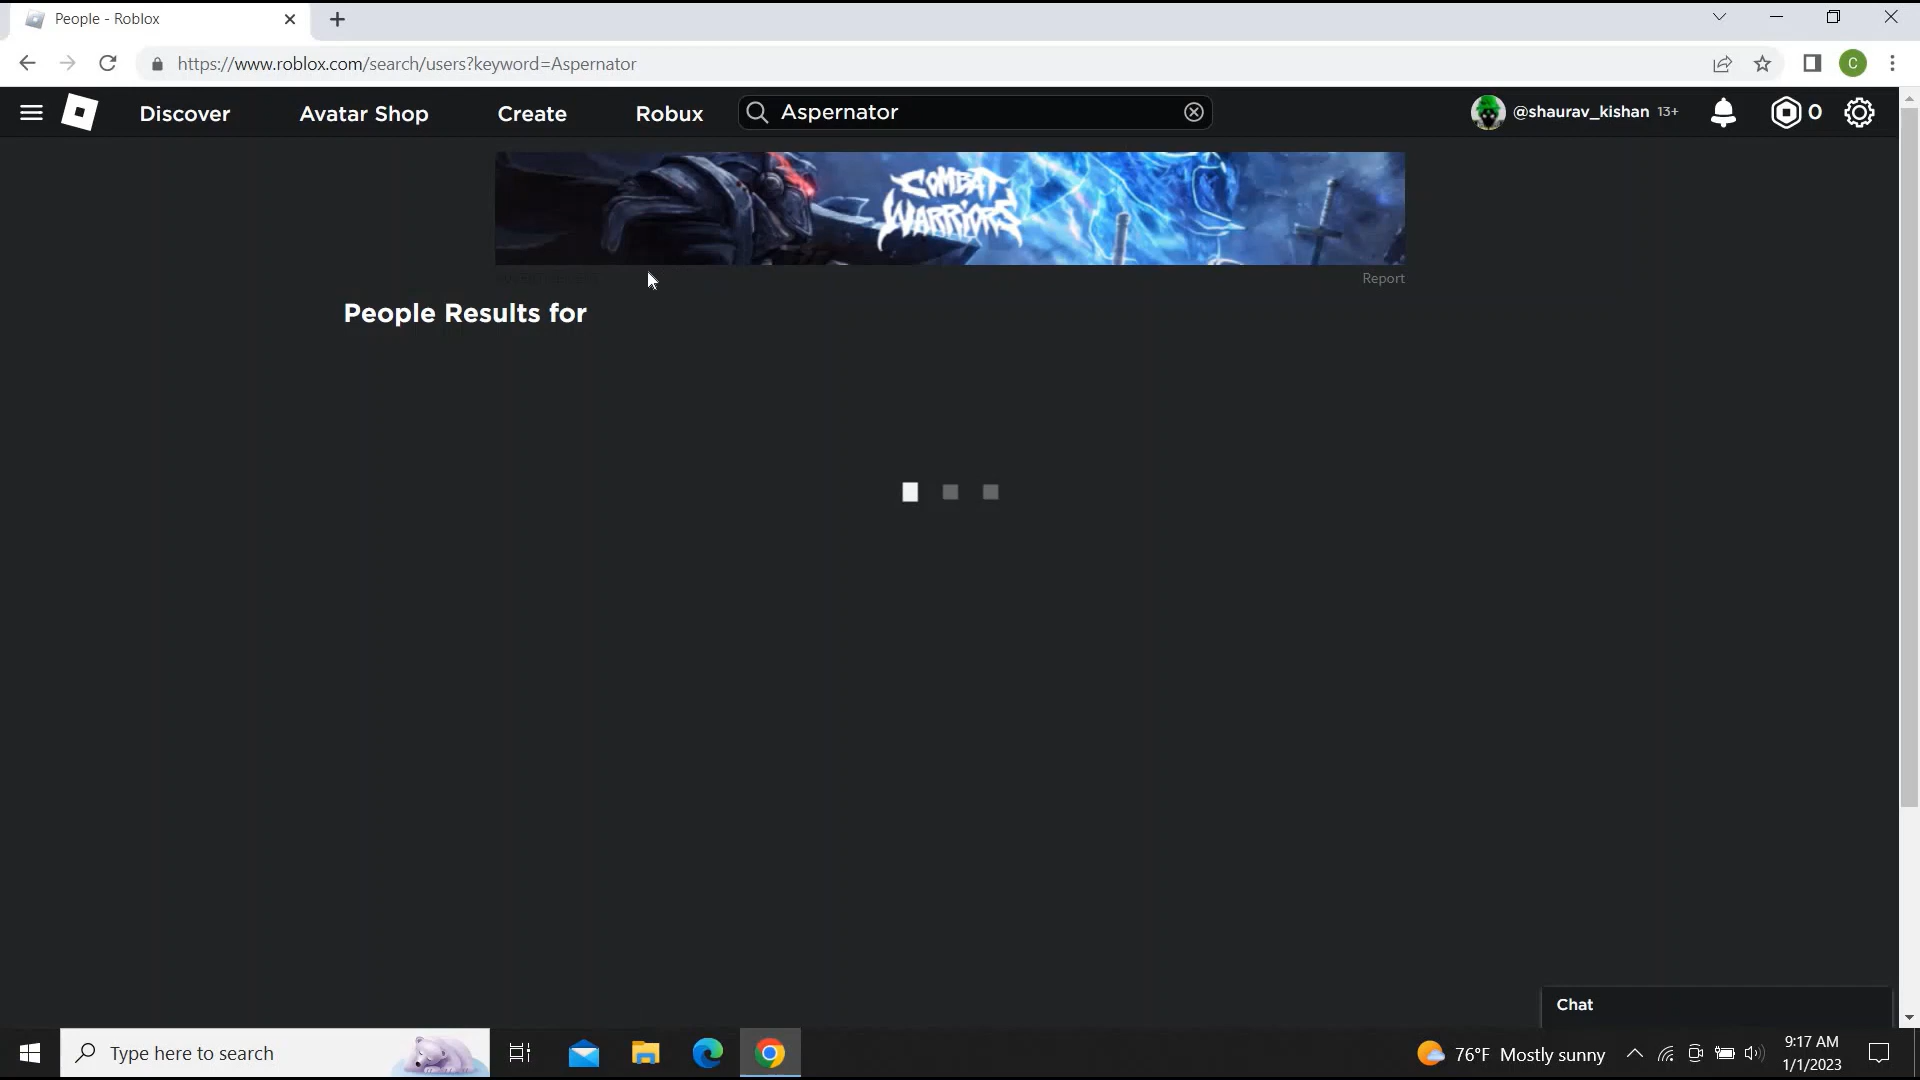 People - Roblox
https://www.roblox.com/search/users?keyword=Aspernator
C
Discover
Avatar Shop
Create
Robux
Aspernator
@shaurav_kishan 13+
0
COMBAT
WARRIORS
Report
People Results for
Chat
Type here to search
76°F Mostly sunny
9:17 AM
1/1/2023